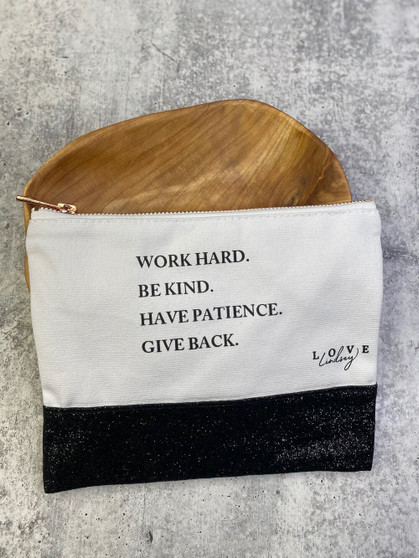 WORK HARD.
BE KIND.
HAVE PATIENCE.
GIVE BACK.
LOVE
Lindsey